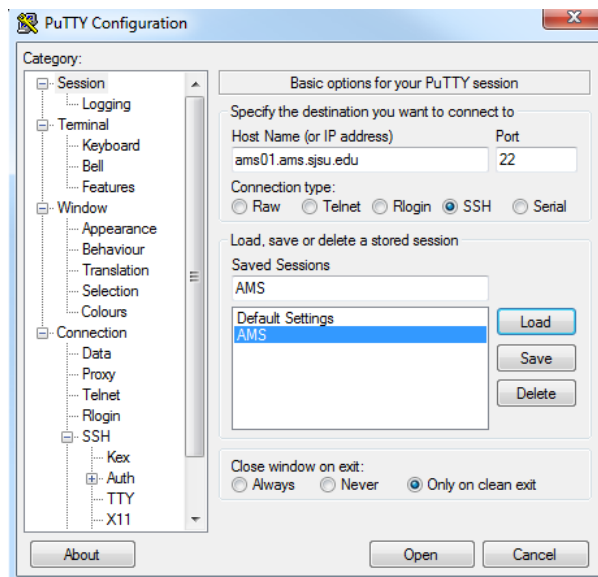 PuTTY Configuration
Category:
Session
Logging
Terminal
Keyboard
Bell
Features
Window
Appearance
Behaviour
Translation
Selection
Colours
Connection
Data
Proxy
Telnet
Rlogin
SSH
Kex
Auth
TTY
X11
Basic options for your PuTTY session
Specify the destination you want to connect to
Host Name (or IP address) Port
ams01.ams.sjsu.edu 22
Connection type:
Raw Telnet Rlogin SSH Serial
Load, save or delete a stored session
Saved Sessions
AMS
Default Settings
AMS
Load
Save
Delete
Close window on exit:
Always Never Only on clean exit
About Open Cancel